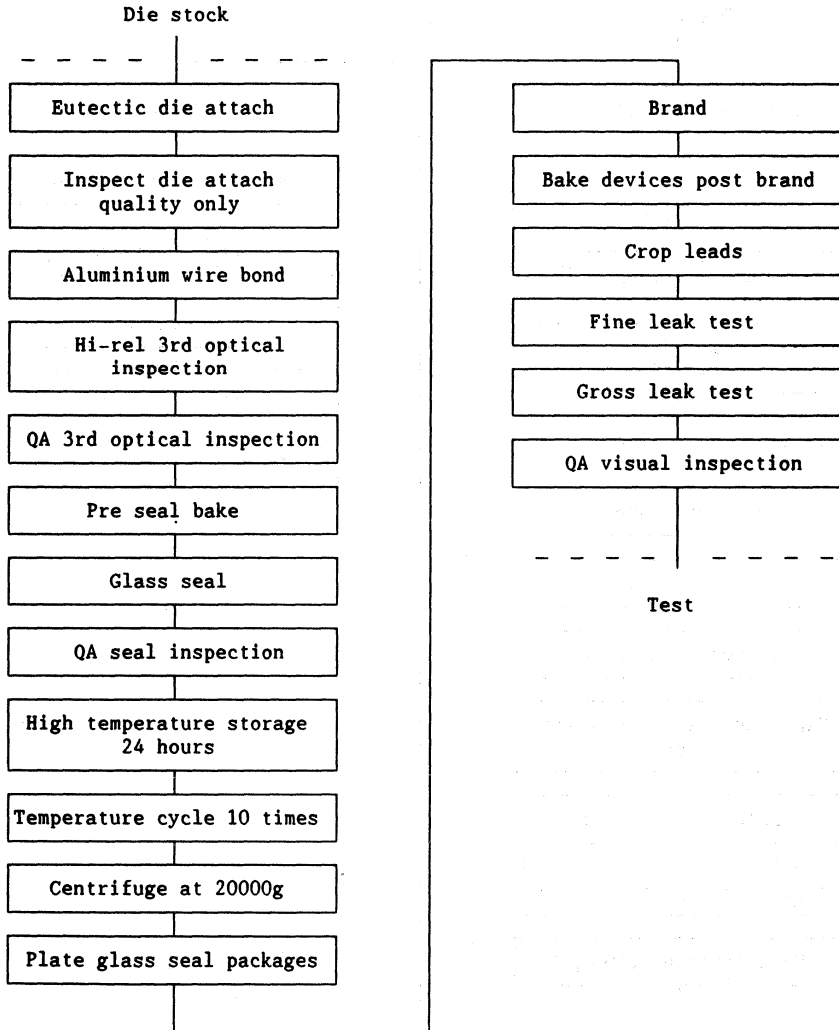 Die stock
Eutectic die attach
Inspect die attach
quality only
Aluminium wire bond
Hi-rel 3rd optical
inspection
QA 3rd optical inspection
Pre seal bake
Glass seal
QA seal inspection
High temperature storage
24 hours
Temperature cycle 10 times
Centrifuge at 20000g
Plate glass seal packages
Brand
Bake devices post brand
Crop leads
Fine leak test
Gross leak test
QA visual inspection
Test